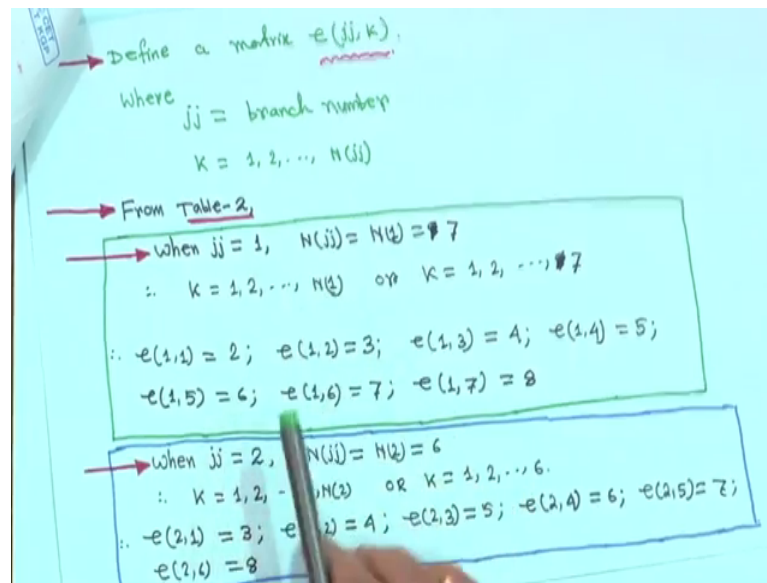 CET
KGP
→ Define a matrix e(jj,k).
Where
jj = branch number
K = 1, 2, ..., N(jj)
→ From Table-2,
→ When jj = 1, N(jj) = N(1) = 7
∴ K = 1, 2, ..., N(1) or K = 1, 2, ..., 7
∴ e(1,1) = 2; e(1,2) = 3; e(1,3) = 4; e(1,4) = 5;
e(1,5) = 6; e(1,6) = 7; e(1,7) = 8
→ When jj = 2, N(jj) = N(2) = 6
∴ K = 1, 2, - , N(2) OR K = 1, 2, .., 6.
∴ e(2,1) = 3; e 2) = 4; e(2,3) = 5; e(2,4) = 6; e(2,5) = 7;
e(2,6) = 8